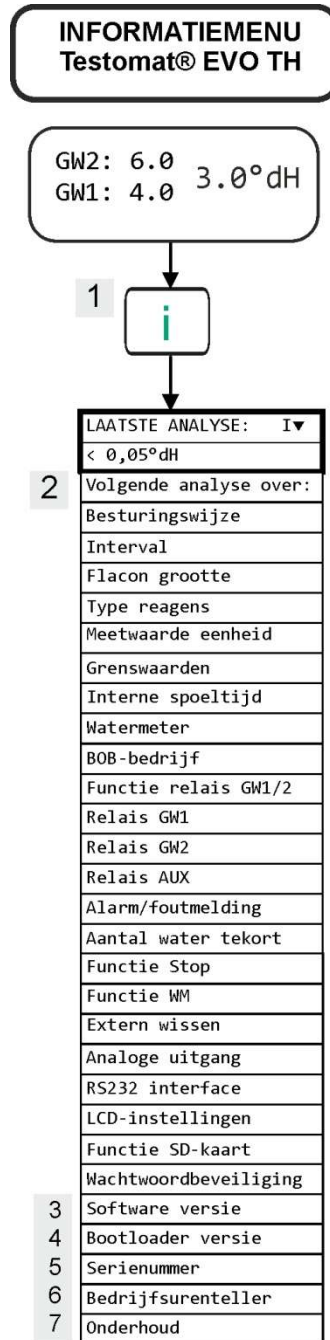 INFORMATIEMENU
Testomat® EVO TH
GW2: 6.0
GW1: 4.0
3.0°dH
1
i
LAATSTE ANALYSE: I▼
< 0,05°dH
2 Volgende analyse over:
Besturingswijze
Interval
Flacon grootte
Type reagens
Meetwaarde eenheid
Grenswaarden
Interne spoeltijd
Watermeter
BOB-bedrijf
Functie relais GW1/2
Relais GW1
Relais GW2
Relais AUX
Alarm/foutmelding
Aantal water tekort
Functie Stop
Functie WM
Extern wissen
Analoge uitgang
RS232 interface
LCD-instellingen
Functie SD-kaart
Wachtwoordbeveiliging
3 Software versie
4 Bootloader versie
5 Serienummer
6 Bedrijfsurenteller
7 Onderhoud